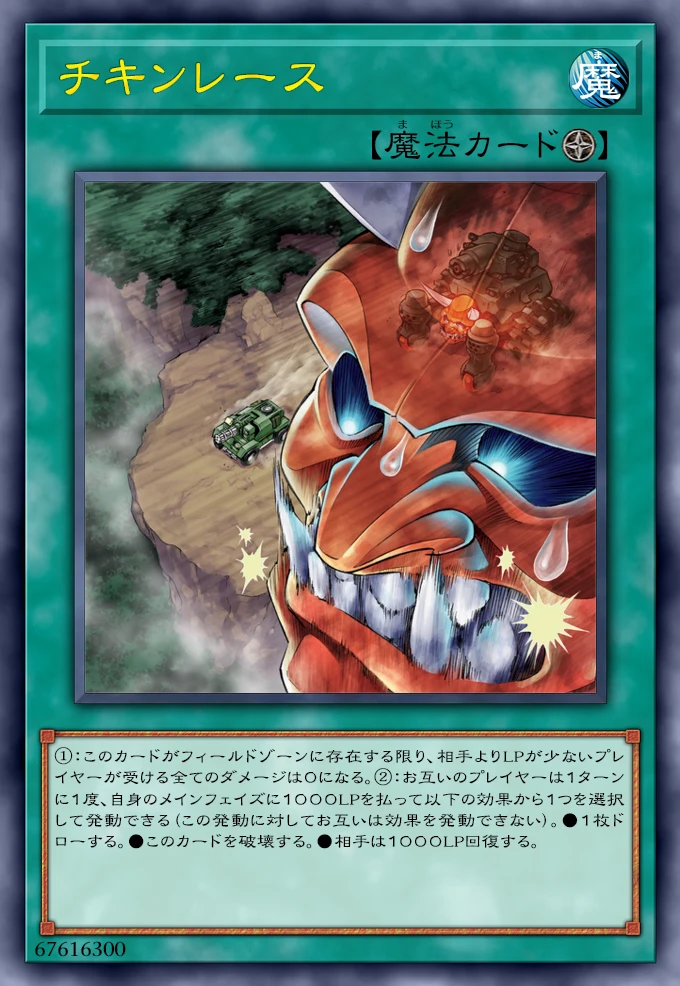 チキンレース
魔
ま
【魔法カード】
ま ほう
①：このカードがフィールドゾーンに存在する限り、相手よりLPが少ないプレ
イヤーが受ける全てのダメージは０になる。②：お互いのプレイヤーは１ターン
に１度、自身のメインフェイズに１０００LPを払って以下の効果から１つを選択
して発動できる（この発動に対してお互いは効果を発動できない）。●１枚ド
ローする。●このカードを破壊する。●相手は１０００LP回復する。
67616300